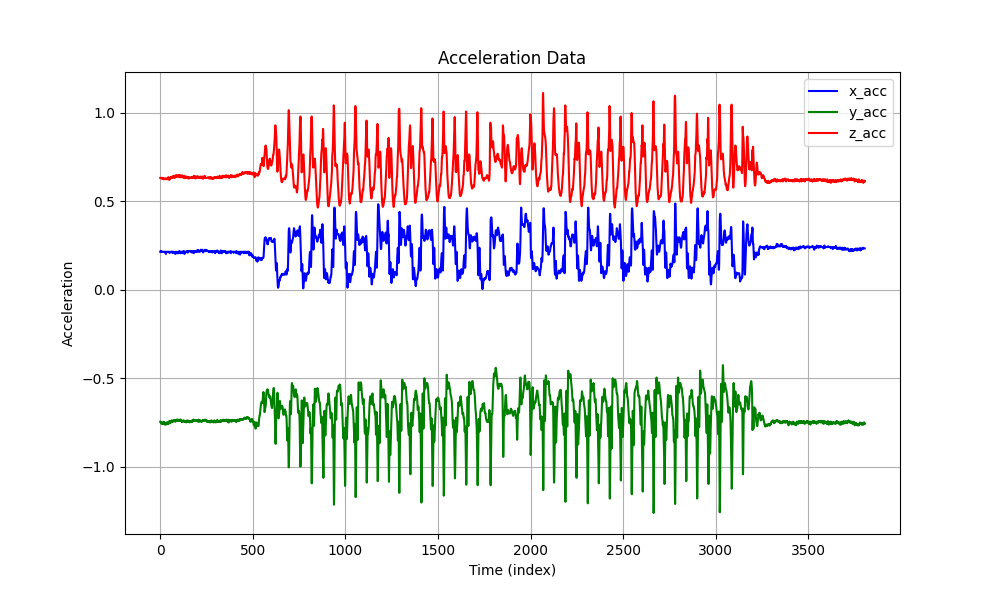 Acceleration Data
x_acc
y_acc
z_acc
1.0
0.5
0.0
−0.5
−1.0
Acceleration
0 500 1000 1500 2000 2500 3000 3500
Time (index)